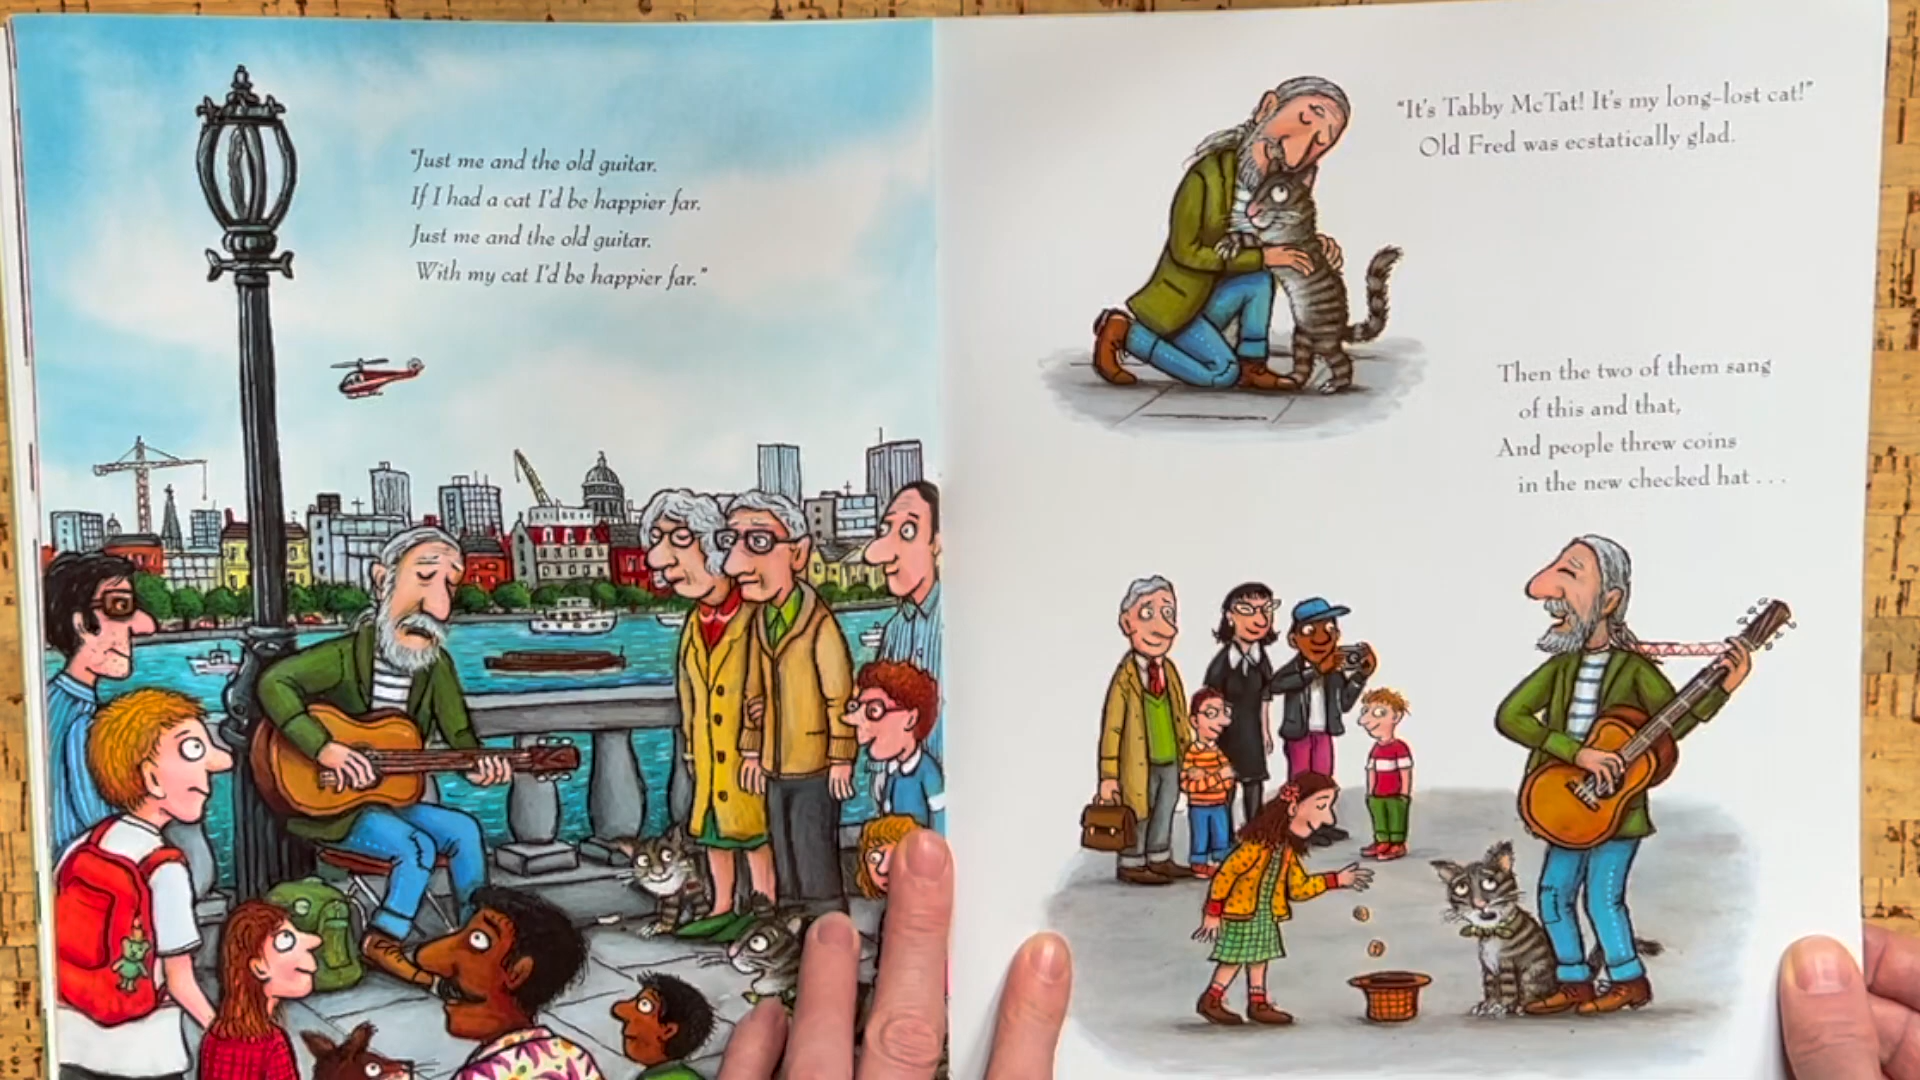 "Just me and the old guitar.
If I had a cat I'd be happier far.
Just me and the old guitar.
With my cat I'd be happier far."
"It's Tabby McTat! It's my long-lost cat!"
Old Fred was ecstatically glad.
Then the two of them sang
of this and that,
And people threw coins
in the new checked hat . . .